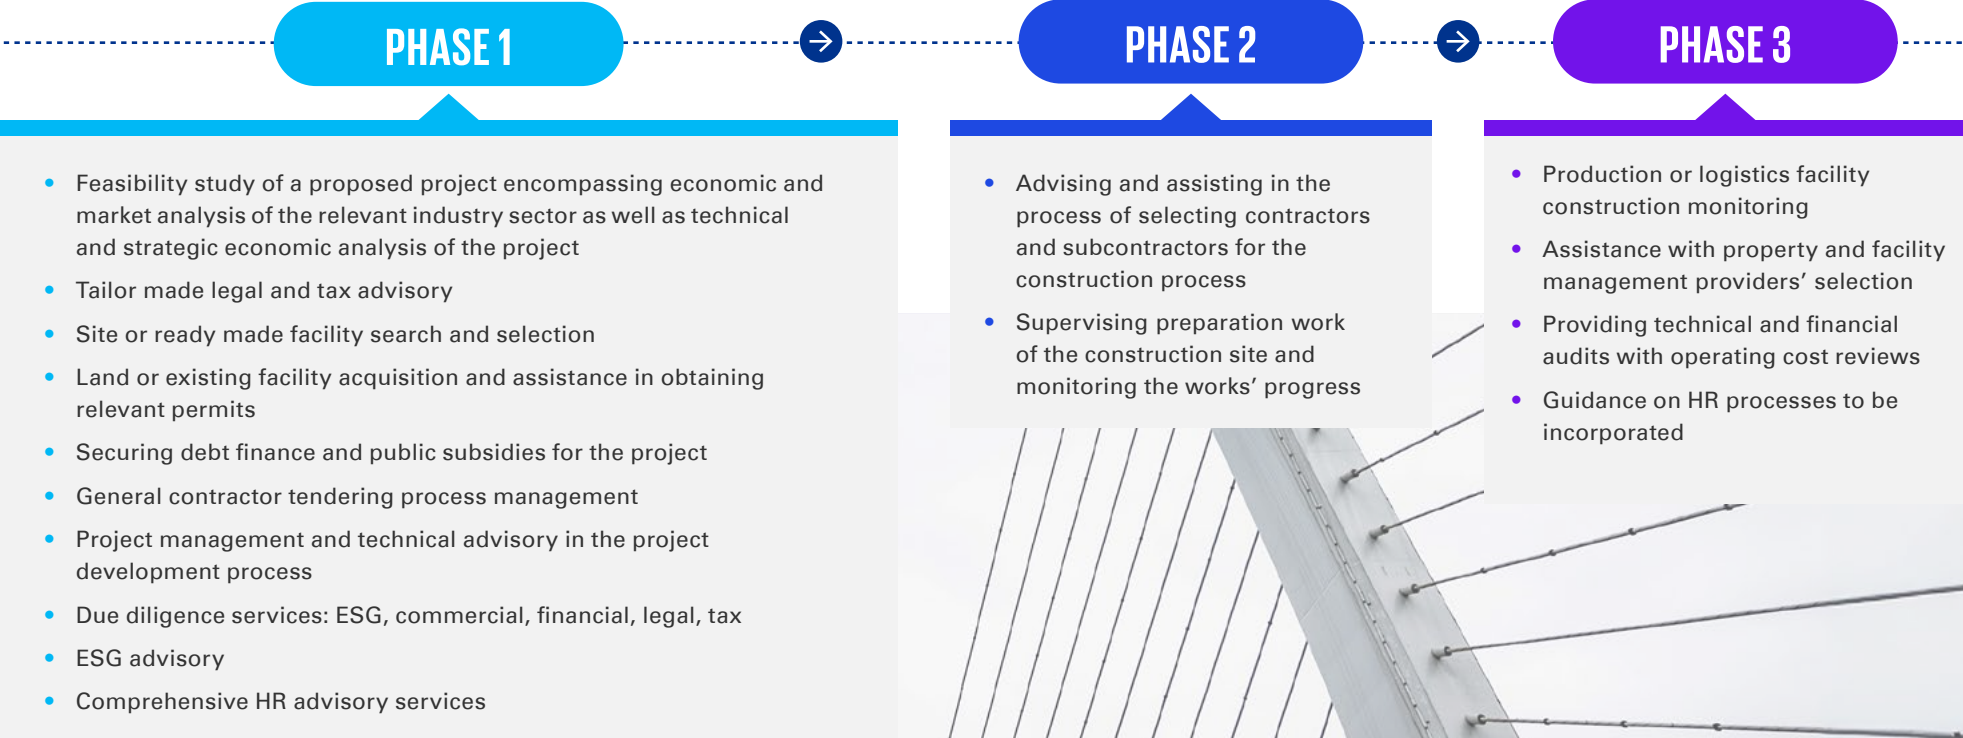 PHASE 1
• Feasibility study of a proposed project encompassing economic and
market analysis of the relevant industry sector as well as technical
and strategic economic analysis of the project
• Tailor made legal and tax advisory
• Site or ready made facility search and selection
• Land or existing facility acquisition and assistance in obtaining
relevant permits
• Securing debt finance and public subsidies for the project
• General contractor tendering process management
• Project management and technical advisory in the project
development process
• Due diligence services: ESG, commercial, financial, legal, tax
• ESG advisory
• Comprehensive HR advisory services
PHASE 2
• Advising and assisting in the
process of selecting contractors
and subcontractors for the
construction process
• Supervising preparation work
of the construction site and
monitoring the works’ progress
PHASE 3
• Production or logistics facility
construction monitoring
• Assistance with property and facility
management providers’ selection
• Providing technical and financial
audits with operating cost reviews
• Guidance on HR processes to be
incorporated